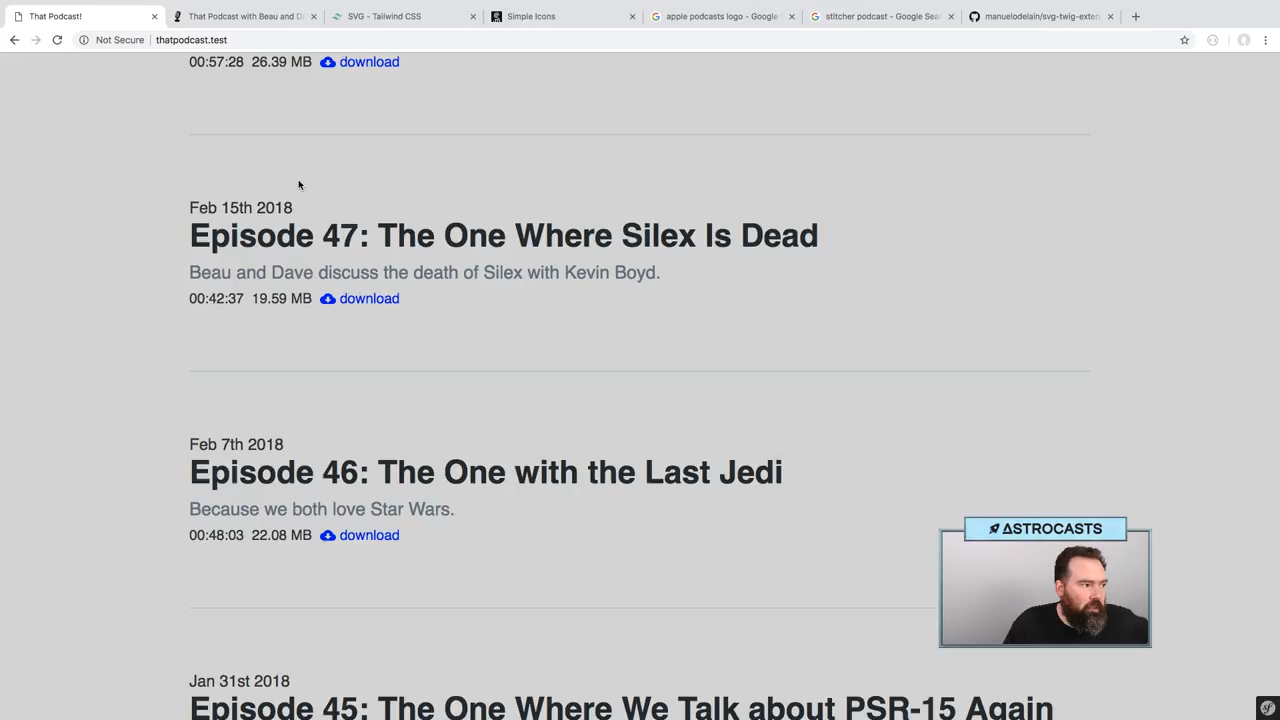 That Podcast!
That Podcast with Beau and D
SVG - Tailwind CSS
Simple Icons
apple podcasts logo - Google
stitcher podcast - Google Sea
manuelodelain/svg-twig-exten
Not Secure
thatpodcast.test
00:57:28 26.39 MB download
Feb 15th 2018
Episode 47: The One Where Silex Is Dead
Beau and Dave discuss the death of Silex with Kevin Boyd.
00:42:37 19.59 MB download
Feb 7th 2018
Episode 46: The One with the Last Jedi
Because we both love Star Wars.
00:48:03 22.08 MB download
ΔSTROCASTS
Jan 31st 2018
Episode 45: The One Where We Talk about PSR-15 Again
sf